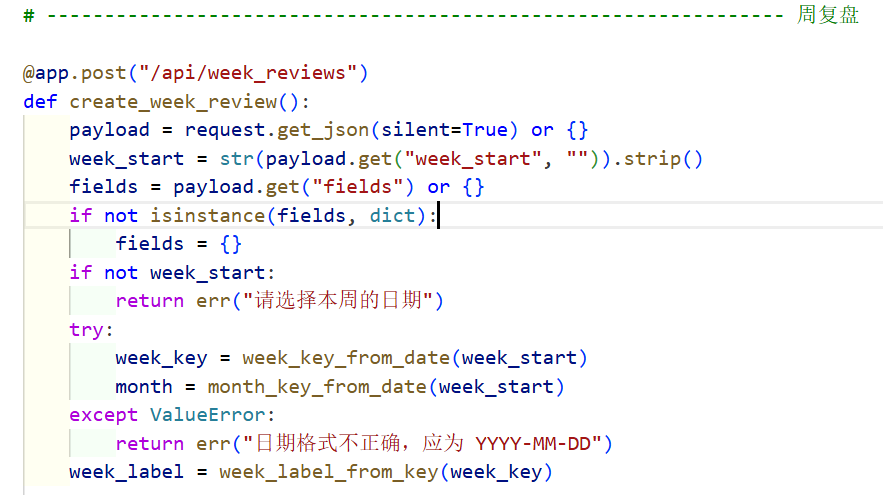 # ---------------------------------------------------------------- 周复盘
@app.post("/api/week_reviews")
def create_week_review():
    payload = request.get_json(silent=True) or {}
    week_start = str(payload.get("week_start", "")).strip()
    fields = payload.get("fields") or {}
    if not isinstance(fields, dict):
        fields = {}
    if not week_start:
        return err("请选择本周的日期")
    try:
        week_key = week_key_from_date(week_start)
        month = month_key_from_date(week_start)
    except ValueError:
        return err("日期格式不正确，应为 YYYY-MM-DD")
    week_label = week_label_from_key(week_key)